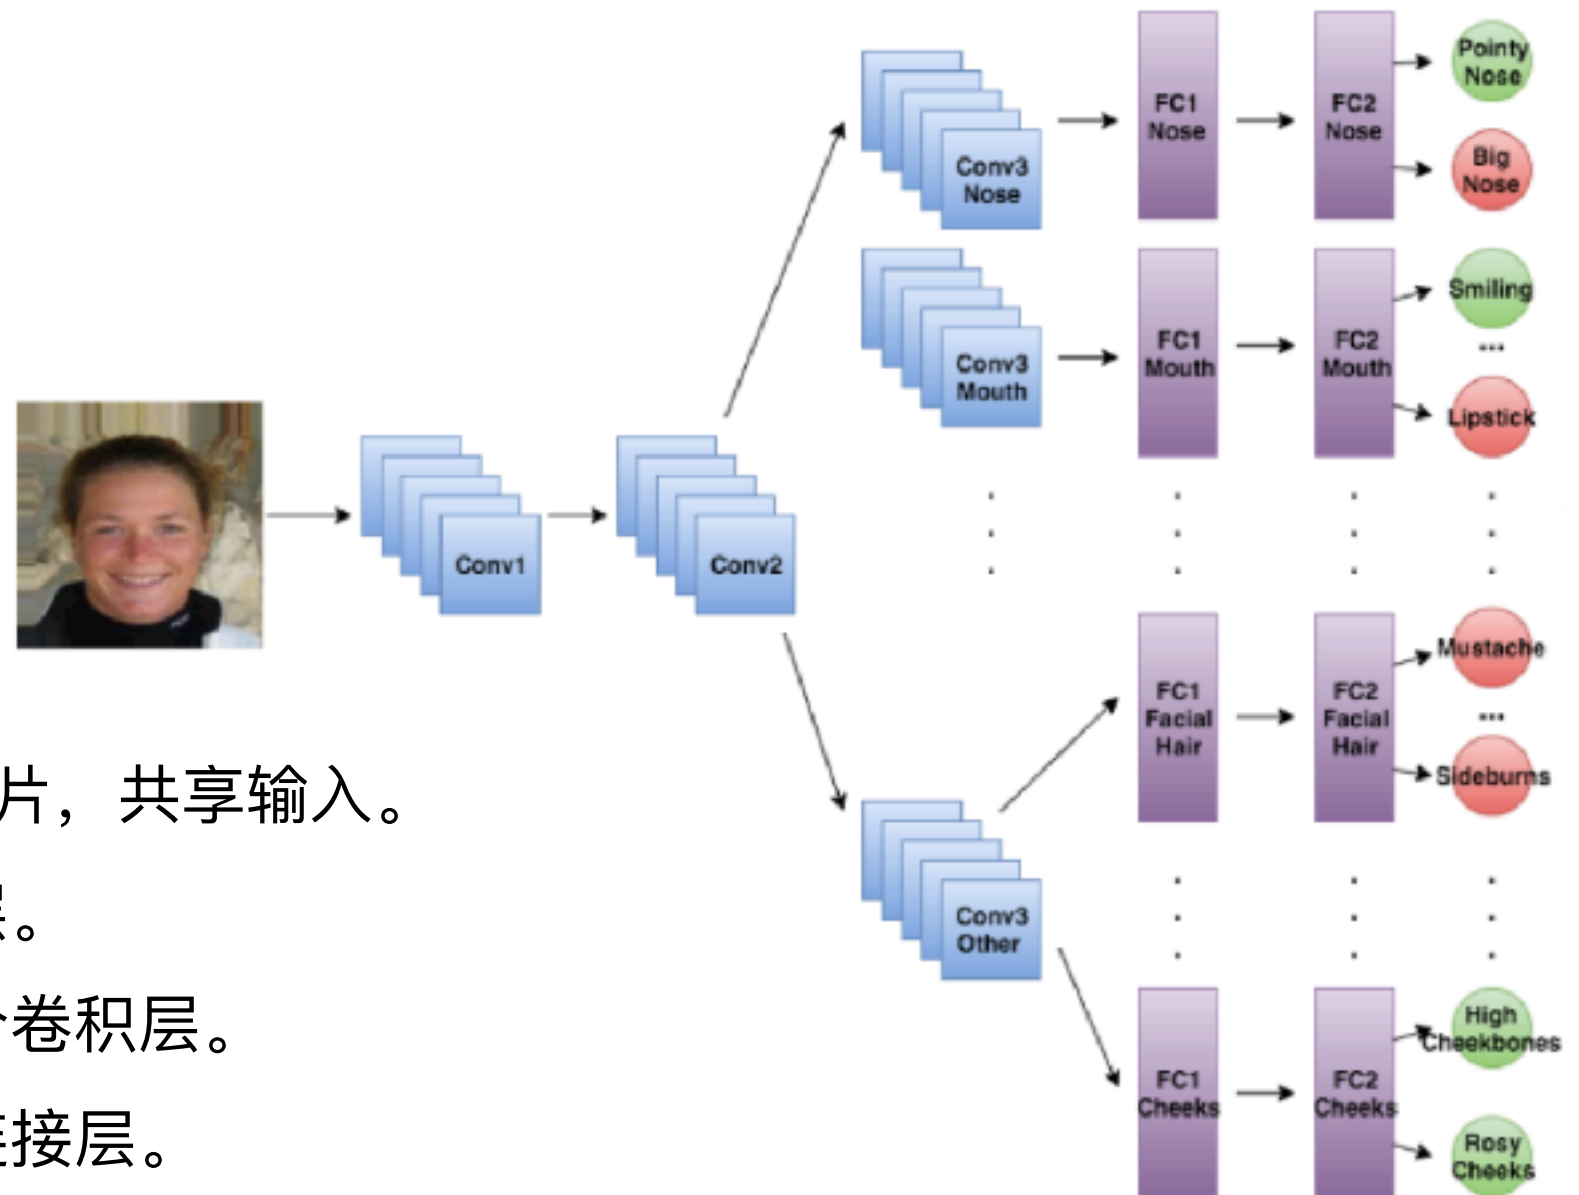 Pointy
Nose
FC1
Nose
FC2
Nose
Big
Nose
Conv3
Nose
Smiling
...
FC1
Mouth
FC2
Mouth
Conv3
Mouth
Lipstick
Conv1
Conv2
Mustache
...
FC1
Facial
Hair
FC2
Facial
Hair
Sideburns
片，共享输入。
。
Conv3
Other
卷积层。
High
Cheekbones
FC1
Cheeks
FC2
Cheeks
接层。
Rosy
Cheeks